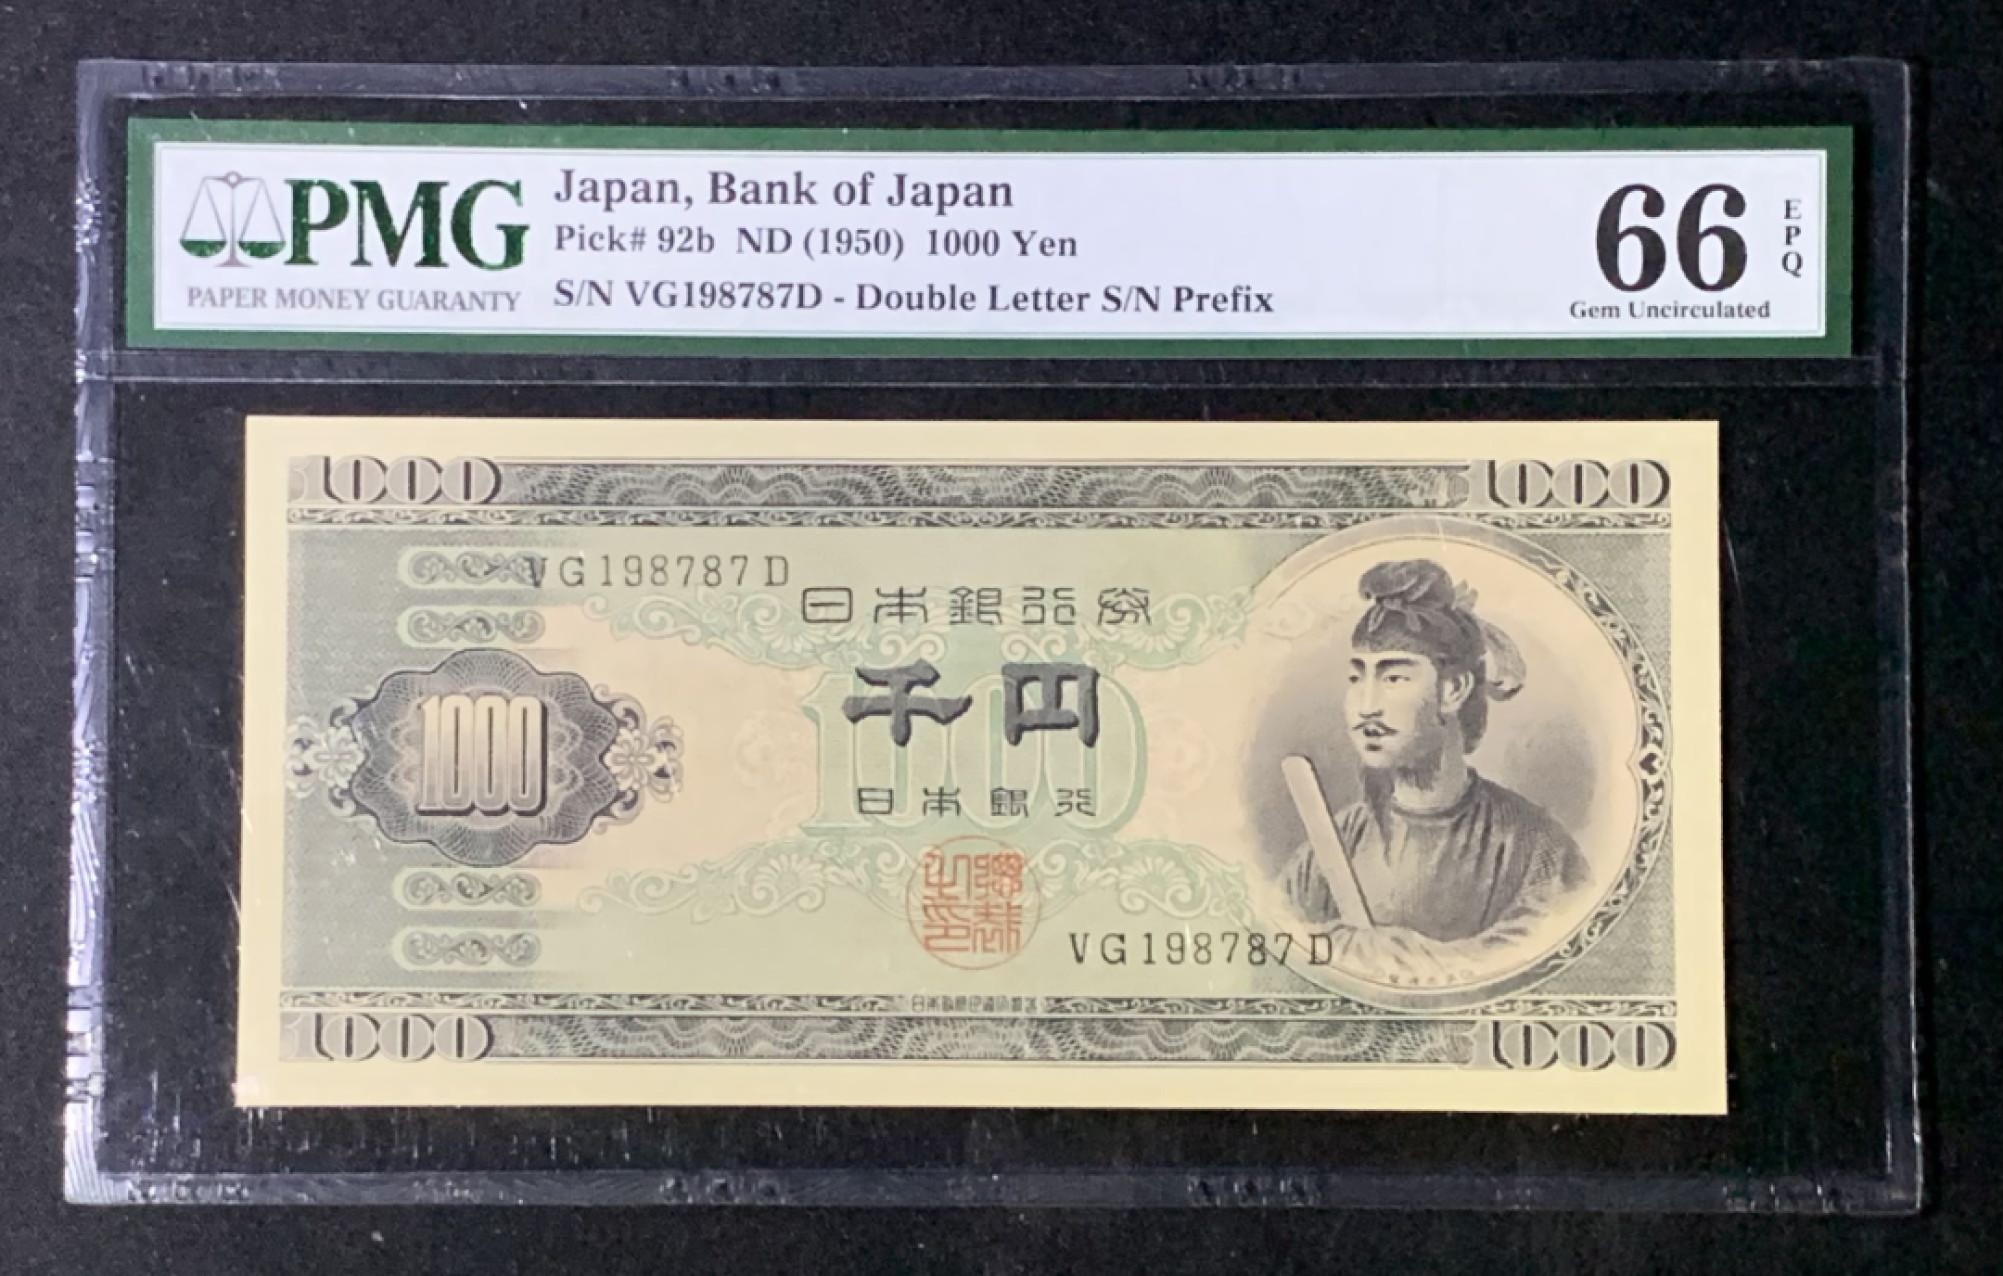 PMG
PAPER MONEY GUARANTY
Japan, Bank of Japan
Pick# 92b ND (1950) 1000 Yen
S/N VG198787D - Double Letter S/N Prefix
66
EPQ
Gem Uncirculated
1000
1000
VG198787D
日本銀行券
千円
1000
1000
日本銀行
VG198787D
1000
1000